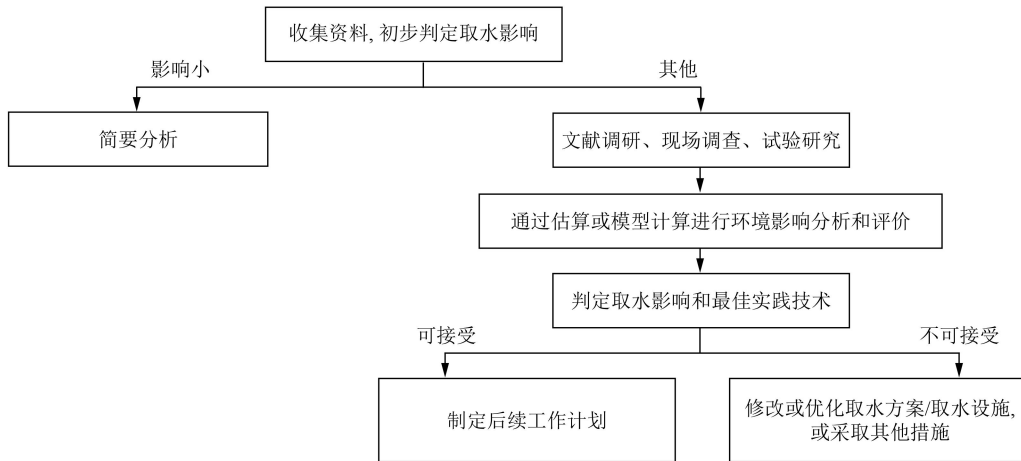 收集资料, 初步判定取水影响
影响小
其他
简要分析
文献调研、现场调查、试验研究
通过估算或模型计算进行环境影响分析和评价
判定取水影响和最佳实践技术
可接受
不可接受
制定后续工作计划
修改或优化取水方案/取水设施,
或采取其他措施